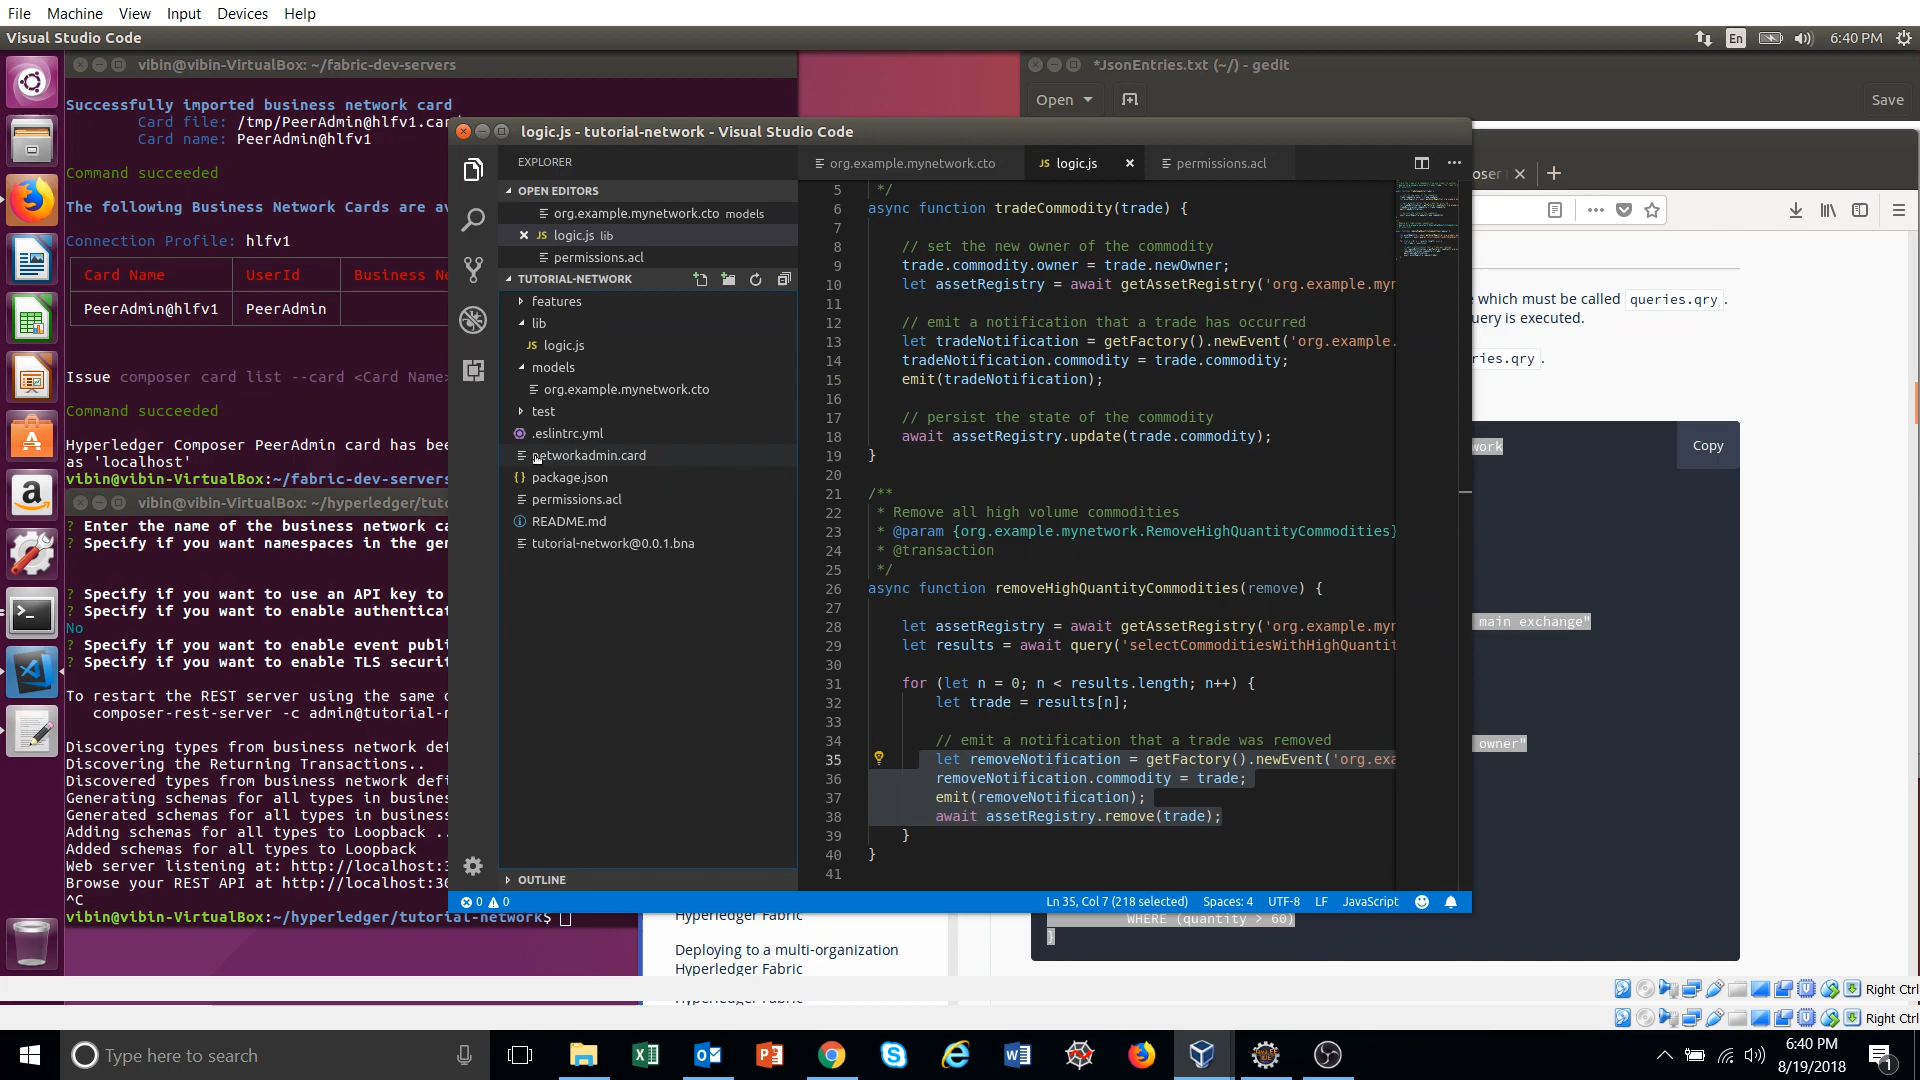 File Machine View Input Devices Help
Visual Studio Code
En
6:40 PM
vibin@vibin-VirtualBox: ~/fabric-dev-servers
Successfully imported business network card
Card file: /tmp/PeerAdmin@hlfv1.car
Card name: PeerAdmin@hlfv1
Command succeeded
The following Business Network Cards are av
Connection Profile: hlfv1
Card Name UserId Business Ne
PeerAdmin@hlfv1 PeerAdmin
Issue composer card list --card <Card Name>
Command succeeded
Hyperledger Composer PeerAdmin card has bee
as 'localhost'
vibin@vibin-VirtualBox:~/fabric-dev-servers
vibin@vibin-VirtualBox: ~/hyperledger/tuto
? Enter the name of the business network ca
? Specify if you want namespaces in the gen
? Specify if you want to use an API key to
? Specify if you want to enable authenticat
No
? Specify if you want to enable event publi
? Specify if you want to enable TLS securit
To restart the REST server using the same o
composer-rest-server -c admin@tutorial-n
Discovering types from business network def
Discovering the Returning Transactions..
Discovered types from business network defi
Generating schemas for all types in busines
Generated schemas for all types in business
Adding schemas for all types to Loopback ..
Added schemas for all types to Loopback
Web server listening at: http://localhost:3
Browse your REST API at http://localhost:30
^C
vibin@vibin-VirtualBox:~/hyperledger/tutorial-network$
*JsonEntries.txt (~/) - gedit
Open
Save
logic.js - tutorial-network - Visual Studio Code
EXPLORER
OPEN EDITORS
org.example.mynetwork.cto models
JS logic.js lib
permissions.acl
TUTORIAL-NETWORK
features
lib
JS logic.js
models
org.example.mynetwork.cto
test
.eslintrc.yml
networkadmin.card
{} package.json
permissions.acl
README.md
tutorial-network@0.0.1.bna
OUTLINE
org.example.mynetwork.cto
JS logic.js
permissions.acl
5 */
6 async function tradeCommodity(trade) {
7
8 // set the new owner of the commodity
9 trade.commodity.owner = trade.newOwner;
10 let assetRegistry = await getAssetRegistry('org.example.myn
11
12 // emit a notification that a trade has occurred
13 let tradeNotification = getFactory().newEvent('org.example.
14 tradeNotification.commodity = trade.commodity;
15 emit(tradeNotification);
16
17 // persist the state of the commodity
18 await assetRegistry.update(trade.commodity);
19 }
20
21 /**
22 * Remove all high volume commodities
23 * @param {org.example.mynetwork.RemoveHighQuantityCommodities}
24 * @transaction
25 */
26 async function removeHighQuantityCommodities(remove) {
27
28 let assetRegistry = await getAssetRegistry('org.example.myn
29 let results = await query('selectCommoditiesWithHighQuantit
30
31 for (let n = 0; n < results.length; n++) {
32 let trade = results[n];
33
34 // emit a notification that a trade was removed
35 let removeNotification = getFactory().newEvent('org.exa
36 removeNotification.commodity = trade;
37 emit(removeNotification);
38 await assetRegistry.remove(trade);
39 }
40 }
41
0 0
Ln 35, Col 7 (218 selected) Spaces: 4 UTF-8 LF JavaScript
oser
e which must be called queries.qry .
uery is executed.
ries.qry .
work
Copy
main exchange"
owner"
WHERE (quantity > 60)
}
Hyperledger Fabric
Deploying to a multi-organization
Hyperledger Fabric
Right Ctrl
Right Ctrl
Type here to search
6:40 PM
8/19/2018
1